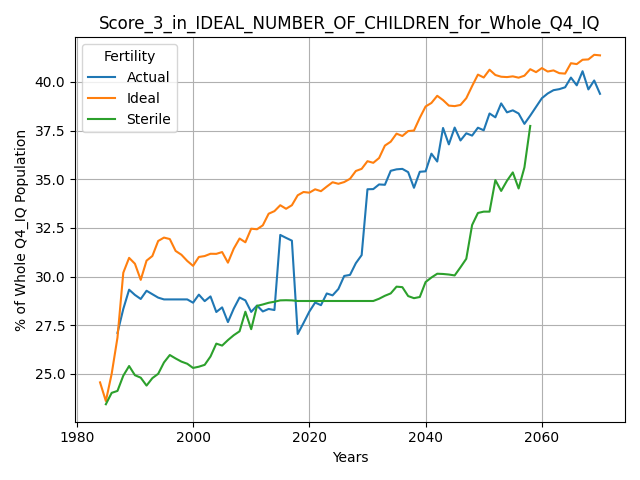 Score_3_in_IDEAL_NUMBER_OF_CHILDREN_for_Whole_Q4_IQ
Fertility
Actual
Ideal
Sterile
% of Whole Q4_IQ Population
40.0
37.5
35.0
32.5
30.0
27.5
25.0
1980
2000
2020
2040
2060
Years